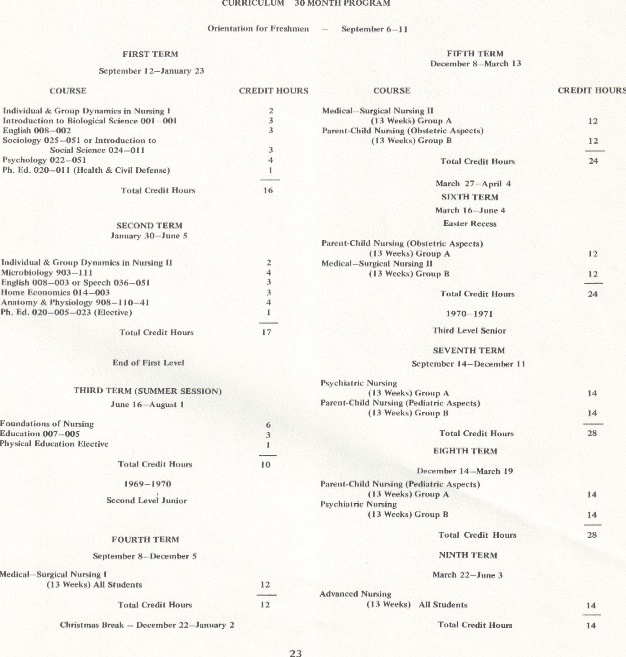 CURRICULUM 30 MONTH PROGRAM
Orientation for Freshmen — September 6–11
FIRST TERM
September 12–January 23
COURSE CREDIT HOURS
Individual & Group Dynamics in Nursing I 2
Introduction to Biological Science 001–001 3
English 008–002 3
Sociology 025–051 or Introduction to
Social Science 024–011 3
Psychology 022–051 4
Ph. Ed. 020–011 (Health & Civil Defense) 1
Total Credit Hours 16
SECOND TERM
January 30–June 5
Individual & Group Dynamics in Nursing II 2
Microbiology 903–111 4
English 008–003 or Speech 036–051 3
Home Economics 014–003 3
Anatomy & Physiology 908–110–41 4
Ph. Ed. 020–005–023 (Elective) 1
Total Credit Hours 17
End of First Level
THIRD TERM (SUMMER SESSION)
June 16–August 1
Foundations of Nursing 6
Education 007–005 3
Physical Education Elective 1
Total Credit Hours 10
1969–1970
Second Level Junior
FOURTH TERM
September 8–December 5
Medical–Surgical Nursing I
(13 Weeks) All Students 12
Total Credit Hours 12
Christmas Break – December 22–January 2
FIFTH TERM
December 8–March 13
COURSE CREDIT HOURS
Medical–Surgical Nursing II
(13 Weeks) Group A 12
Parent-Child Nursing (Obstetric Aspects)
(13 Weeks) Group B 12
Total Credit Hours 24
March 27–April 4
SIXTH TERM
March 16–June 4
Easter Recess
Parent-Child Nursing (Obstetric Aspects)
(13 Weeks) Group A 12
Medical–Surgical Nursing II
(13 Weeks) Group B 12
Total Credit Hours 24
1970–1971
Third Level Senior
SEVENTH TERM
September 14–December 11
Psychiatric Nursing
(13 Weeks) Group A 14
Parent-Child Nursing (Pediatric Aspects)
(13 Weeks) Group B 14
Total Credit Hours 28
EIGHTH TERM
December 14–March 19
Parent-Child Nursing (Pediatric Aspects)
(13 Weeks) Group A 14
Psychiatric Nursing
(13 Weeks) Group B 14
Total Credit Hours 28
NINTH TERM
March 22–June 3
Advanced Nursing
(13 Weeks) All Students 14
Total Credit Hours 14
23